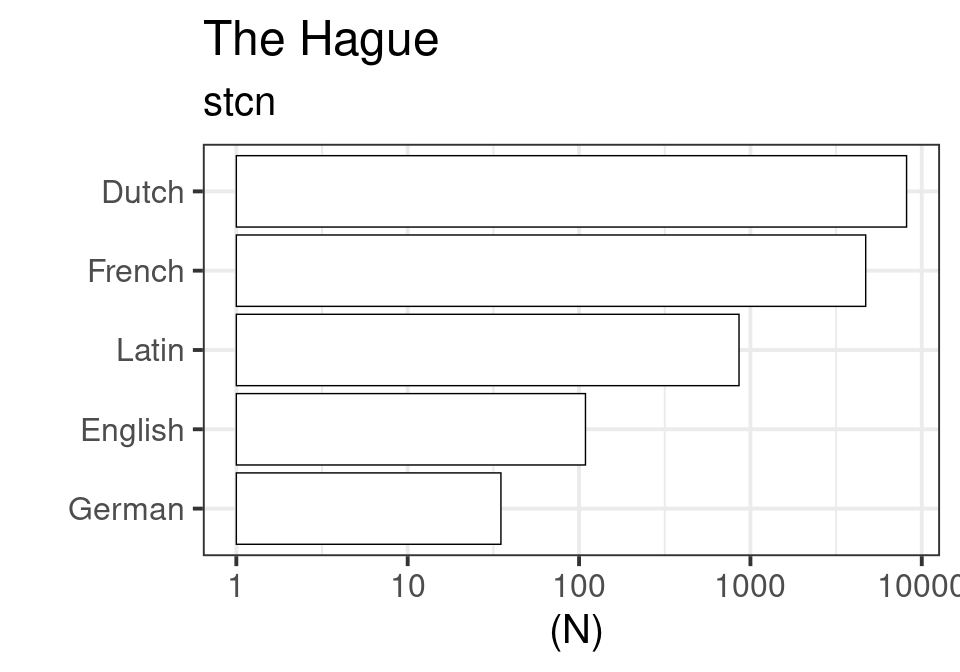 The Hague
stcn
Dutch
French
Latin
English
German
1 10 100 1000 10000
(N)